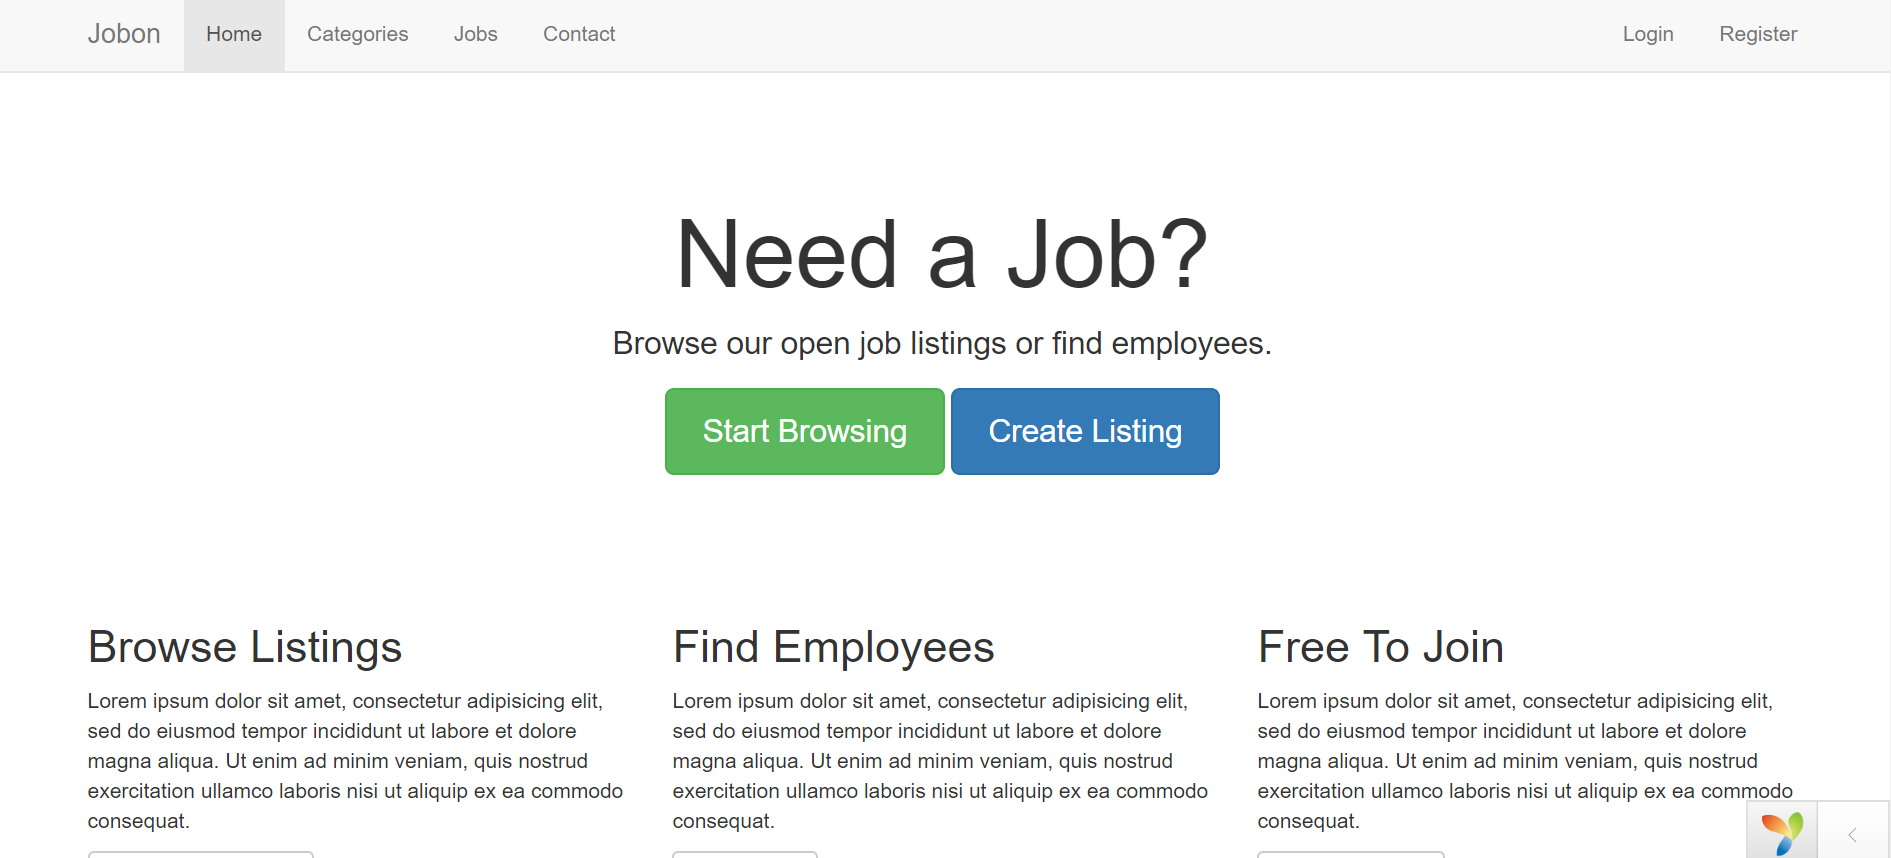 Jobon Home Categories Jobs Contact Login Register
Need a Job?
Browse our open job listings or find employees.
Start Browsing Create Listing
Browse Listings
Lorem ipsum dolor sit amet, consectetur adipisicing elit,
sed do eiusmod tempor incididunt ut labore et dolore
magna aliqua. Ut enim ad minim veniam, quis nostrud
exercitation ullamco laboris nisi ut aliquip ex ea commodo
consequat.
Find Employees
Lorem ipsum dolor sit amet, consectetur adipisicing elit,
sed do eiusmod tempor incididunt ut labore et dolore
magna aliqua. Ut enim ad minim veniam, quis nostrud
exercitation ullamco laboris nisi ut aliquip ex ea commodo
consequat.
Free To Join
Lorem ipsum dolor sit amet, consectetur adipisicing elit,
sed do eiusmod tempor incididunt ut labore et dolore
magna aliqua. Ut enim ad minim veniam, quis nostrud
exercitation ullamco laboris nisi ut aliquip ex ea commodo
consequat.